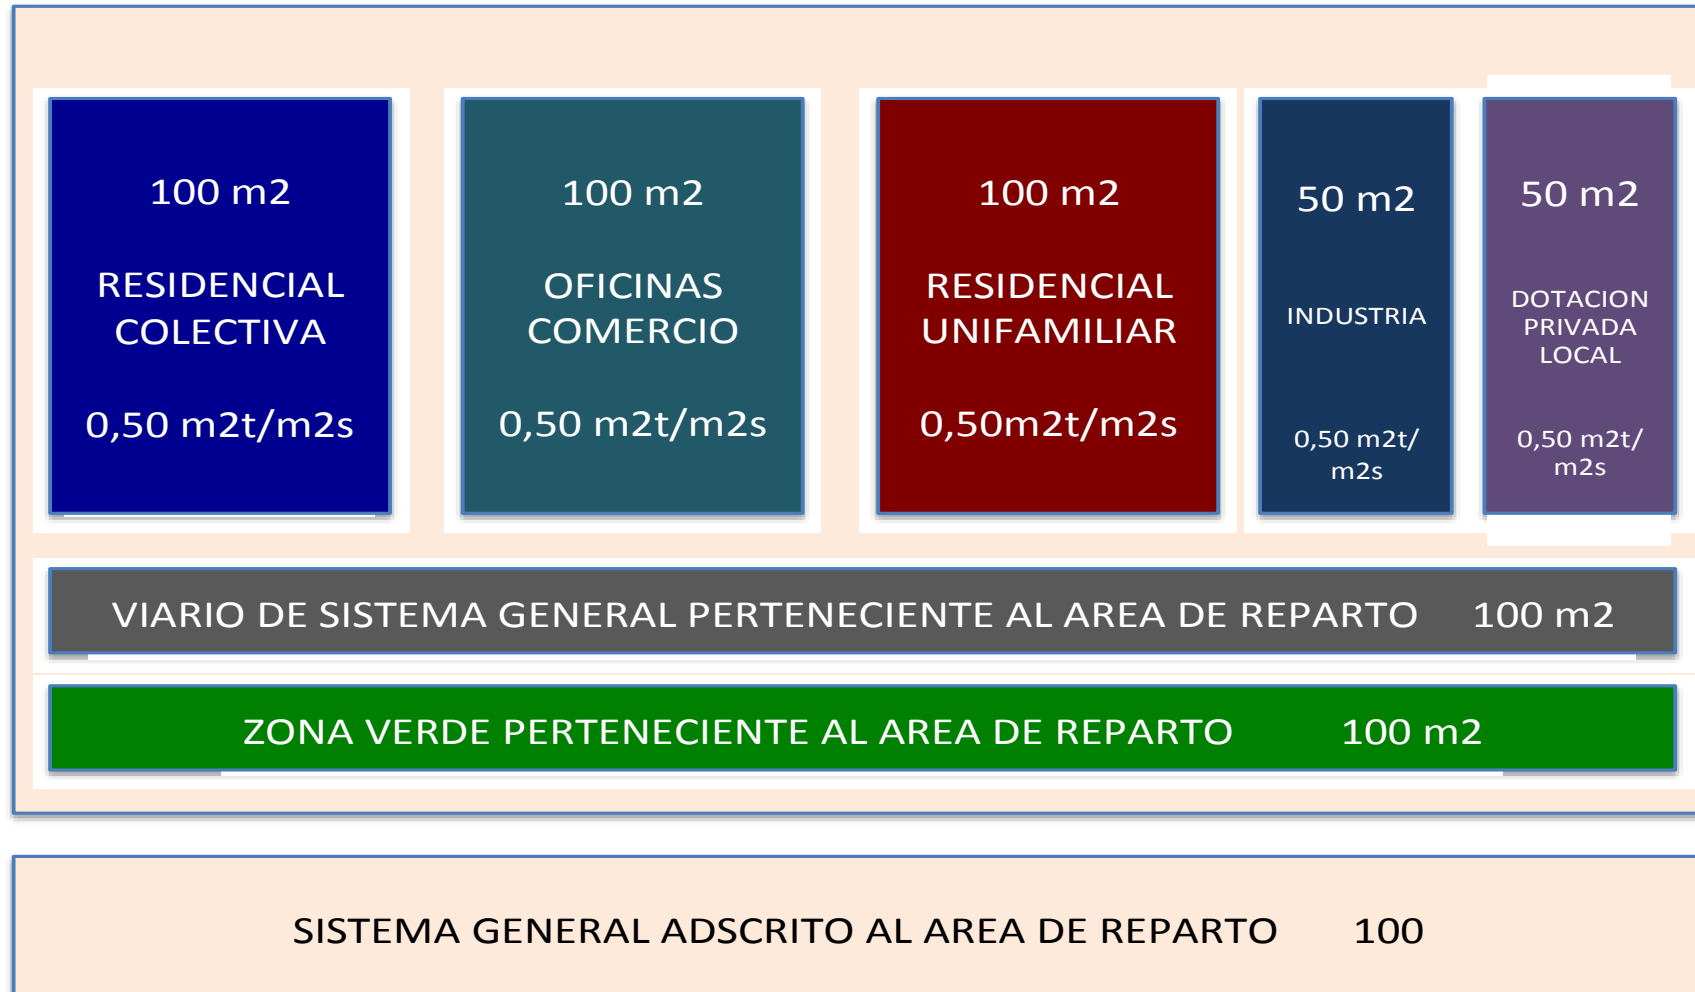 100 m2
RESIDENCIAL
COLECTIVA
0,50 m2t/m2s
100 m2
OFICINAS
COMERCIO
0,50 m2t/m2s
100 m2
RESIDENCIAL
UNIFAMILIAR
0,50m2t/m2s
50 m2
INDUSTRIA
0,50 m2t/
m2s
50 m2
DOTACION
PRIVADA
LOCAL
0,50 m2t/
m2s
VIARIO DE SISTEMA GENERAL PERTENECIENTE AL AREA DE REPARTO 100 m2
ZONA VERDE PERTENECIENTE AL AREA DE REPARTO 100 m2
SISTEMA GENERAL ADSCRITO AL AREA DE REPARTO 100